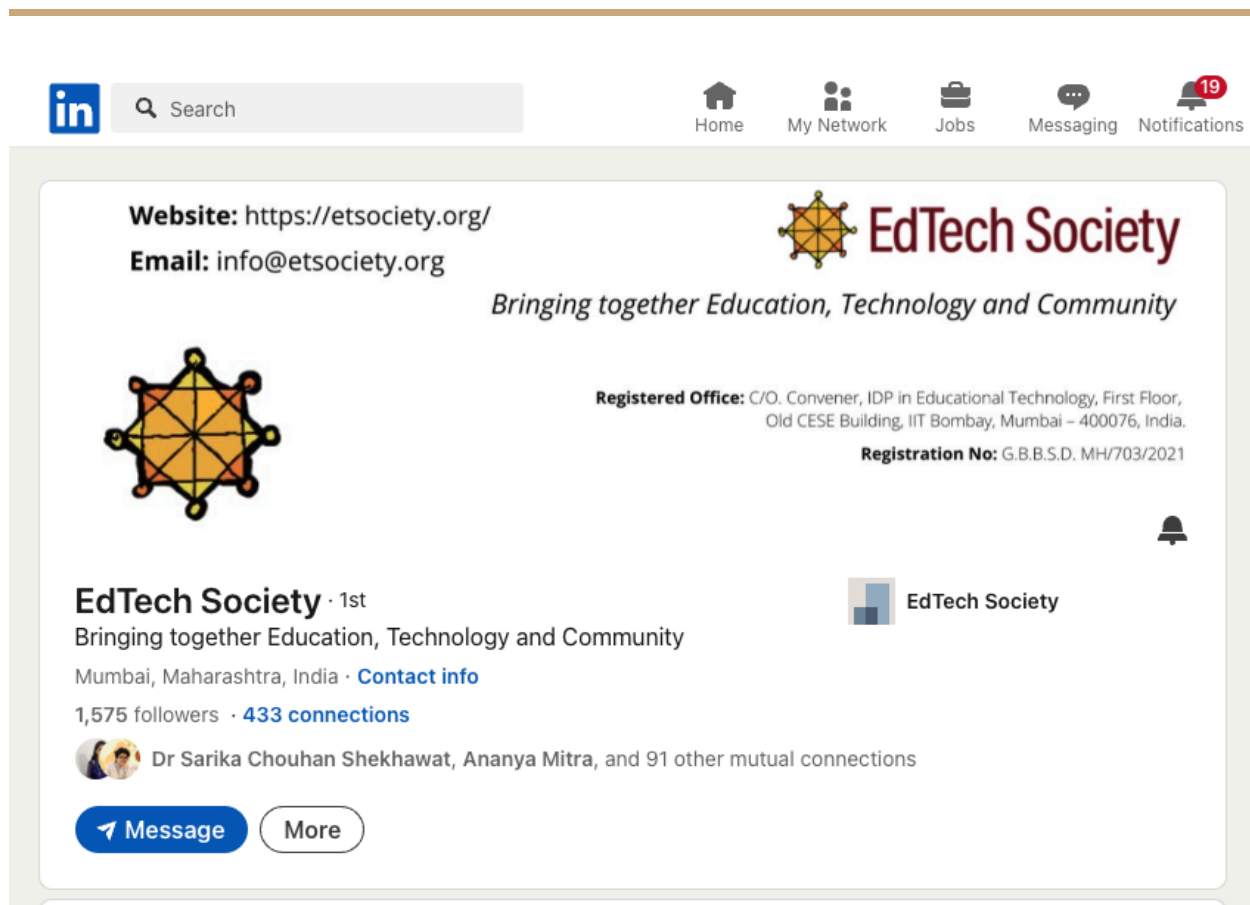 in Search
Home My Network Jobs Messaging Notifications 19
Website: https://etsociety.org/
Email: info@etsociety.org
EdTech Society
Bringing together Education, Technology and Community
Registered Office: C/O. Convener, IDP in Educational Technology, First Floor,
Old CESE Building, IIT Bombay, Mumbai – 400076, India.
Registration No: G.B.B.S.D. MH/703/2021
EdTech Society · 1st
EdTech Society
Bringing together Education, Technology and Community
Mumbai, Maharashtra, India · Contact info
1,575 followers · 433 connections
Dr Sarika Chouhan Shekhawat, Ananya Mitra, and 91 other mutual connections
Message More